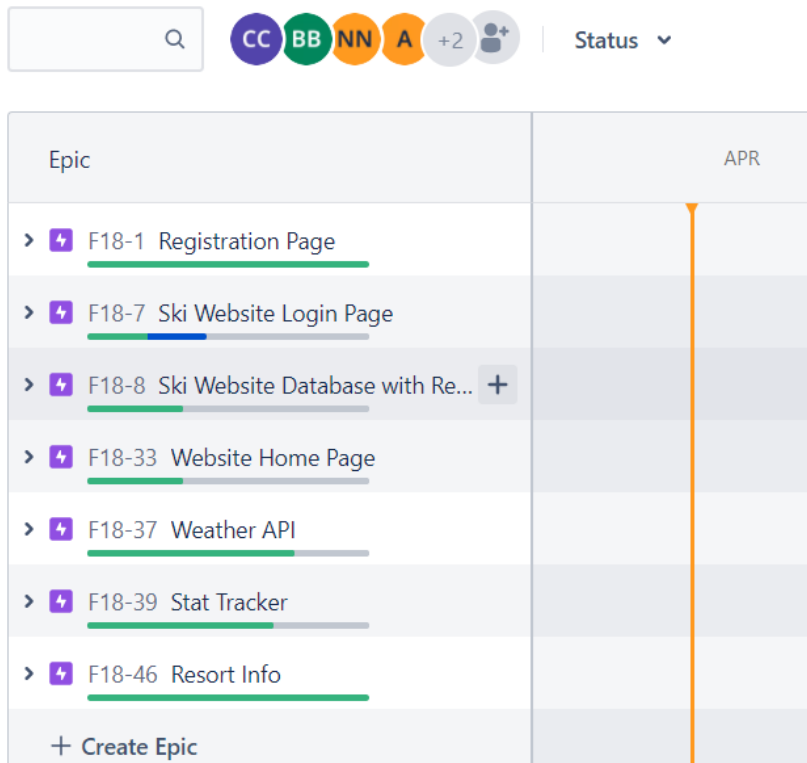 CC BB NN A +2 Status
Epic APR
F18-1 Registration Page
F18-7 Ski Website Login Page
F18-8 Ski Website Database with Re...
F18-33 Website Home Page
F18-37 Weather API
F18-39 Stat Tracker
F18-46 Resort Info
+ Create Epic